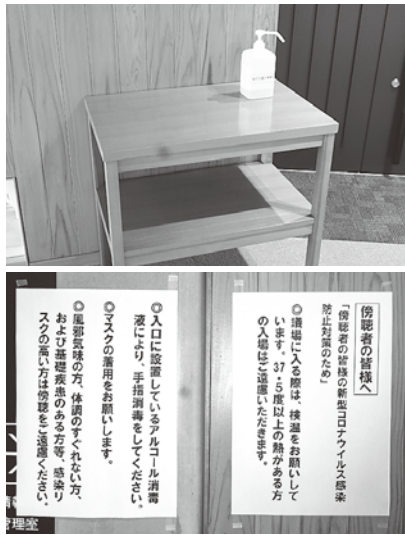 傍聴者の皆様へ
「傍聴者の皆様の新型コロナウイルス感染
防止対策のため」
◎議場に入る際は、検温をお願いして
います。37・5度以上の熱がある方
の入場はご遠慮いただきます。
◎入口に設置しているアルコール消毒
液により、手指消毒をしてください。
◎マスクの着用をお願いします。
◎風邪気味の方、体調のすぐれない方、
および基礎疾患のある方等、感染リ
スクの高い方は傍聴をご遠慮ください。
管理室